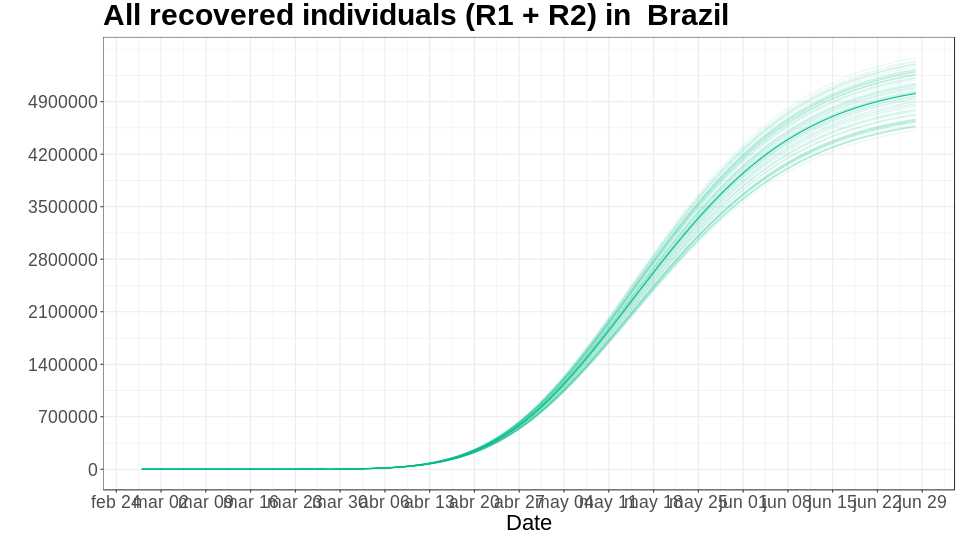 All recovered individuals (R1 + R2) in  Brazil
4900000
4200000
3500000
2800000
2100000
1400000
700000
0
feb 24 mar 02 mar 09 mar 16 mar 23 mar 30 abr 06 abr 13 abr 20 abr 27 may 04 may 11 may 18 may 25 jun 01 jun 08 jun 15 jun 22 jun 29
Date